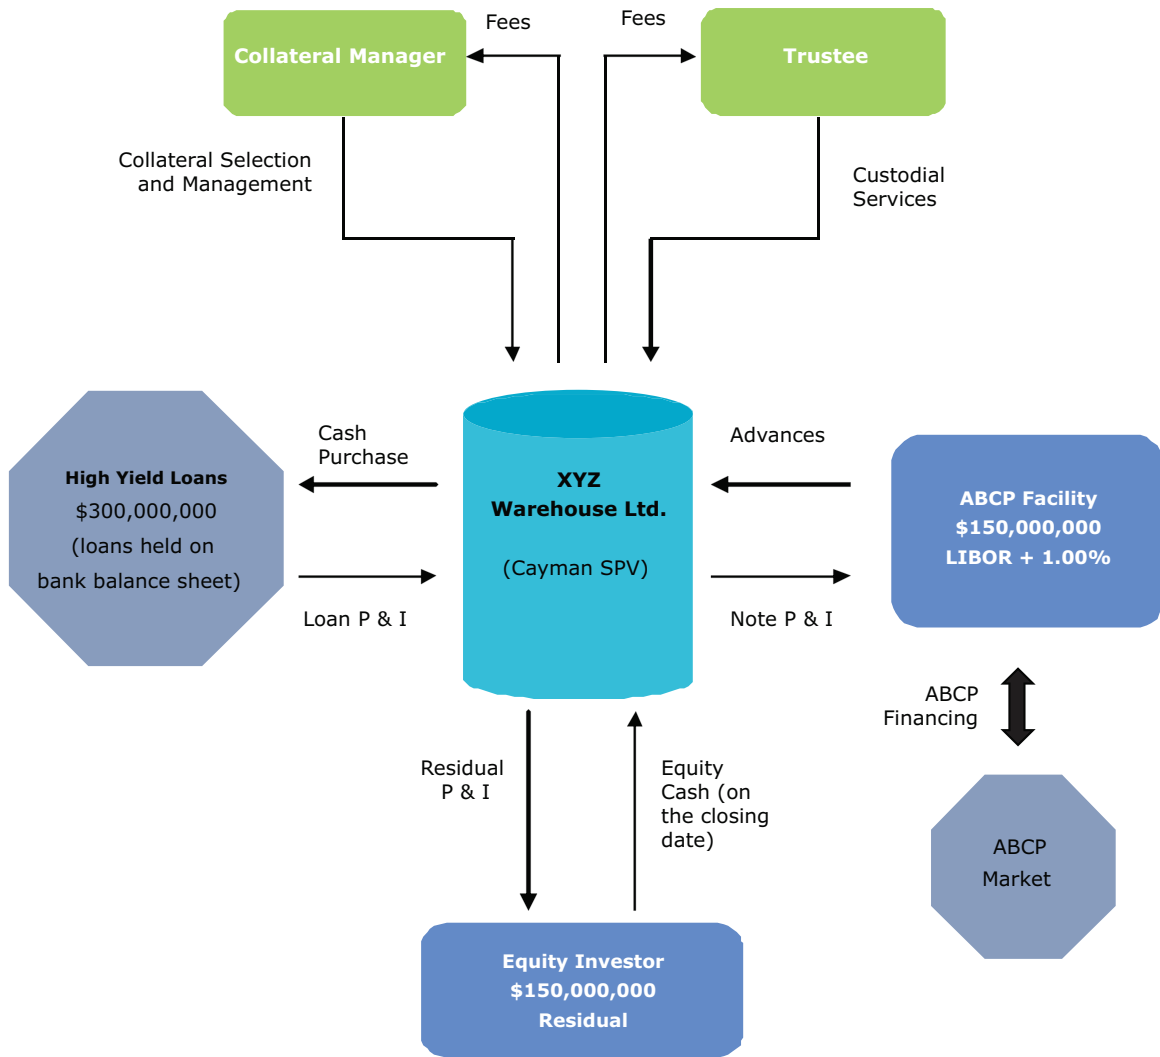 Fees
Fees
Collateral Manager
Trustee
Collateral Selection
and Management
Custodial
Services
Cash
Purchase
Advances
High Yield Loans
$300,000,000
(loans held on
bank balance sheet)
XYZ
Warehouse Ltd.
(Cayman SPV)
ABCP Facility
$150,000,000
LIBOR + 1.00%
Loan P & I
Note P & I
ABCP
Financing
Residual
P & I
Equity
Cash (on
the closing
date)
ABCP
Market
Equity Investor
$150,000,000
Residual